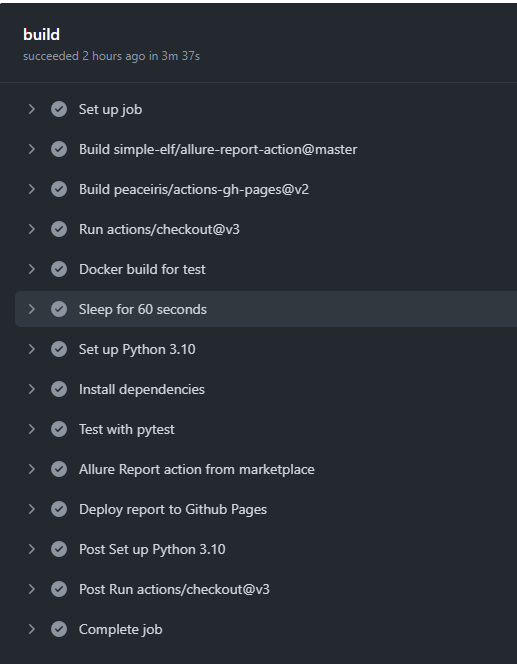 build
succeeded 2 hours ago in 3m 37s
Set up job
Build simple-elf/allure-report-action@master
Build peaceiris/actions-gh-pages@v2
Run actions/checkout@v3
Docker build for test
Sleep for 60 seconds
Set up Python 3.10
Install dependencies
Test with pytest
Allure Report action from marketplace
Deploy report to Github Pages
Post Set up Python 3.10
Post Run actions/checkout@v3
Complete job